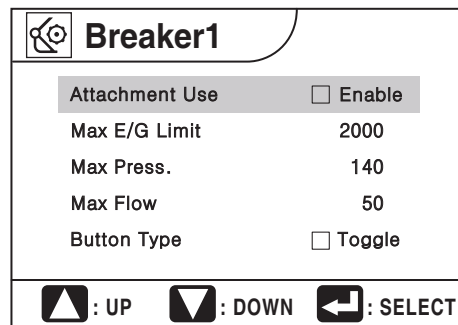 Breaker1
Attachment Use □ Enable
Max E/G Limit 2000
Max Press. 140
Max Flow 50
Button Type □ Toggle
: UP : DOWN : SELECT